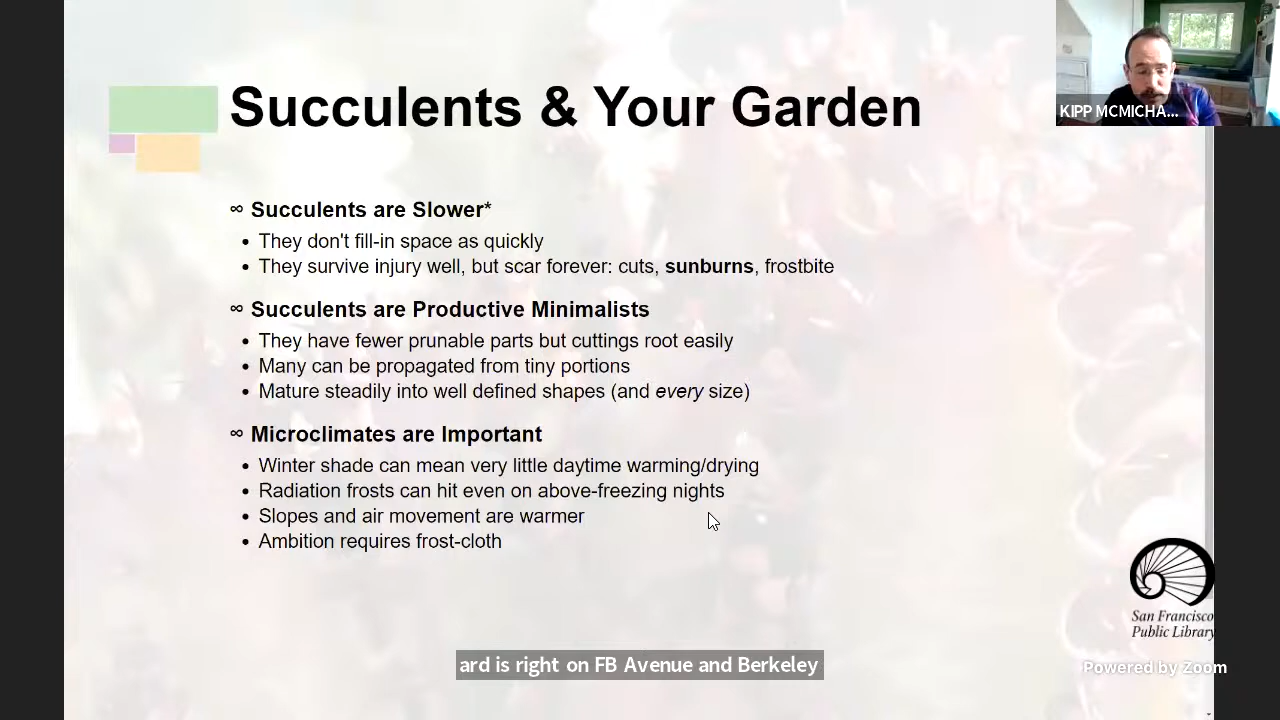 Succulents & Your Garden
KIPP MCMICHA...
∞ Succulents are Slower*
• They don't fill-in space as quickly
• They survive injury well, but scar forever: cuts, sunburns, frostbite
∞ Succulents are Productive Minimalists
• They have fewer prunable parts but cuttings root easily
• Many can be propagated from tiny portions
• Mature steadily into well defined shapes (and every size)
∞ Microclimates are Important
• Winter shade can mean very little daytime warming/drying
• Radiation frosts can hit even on above-freezing nights
• Slopes and air movement are warmer
• Ambition requires frost-cloth
San Francisco
Public Library
ard is right on FB Avenue and Berkeley
Powered by Zoom